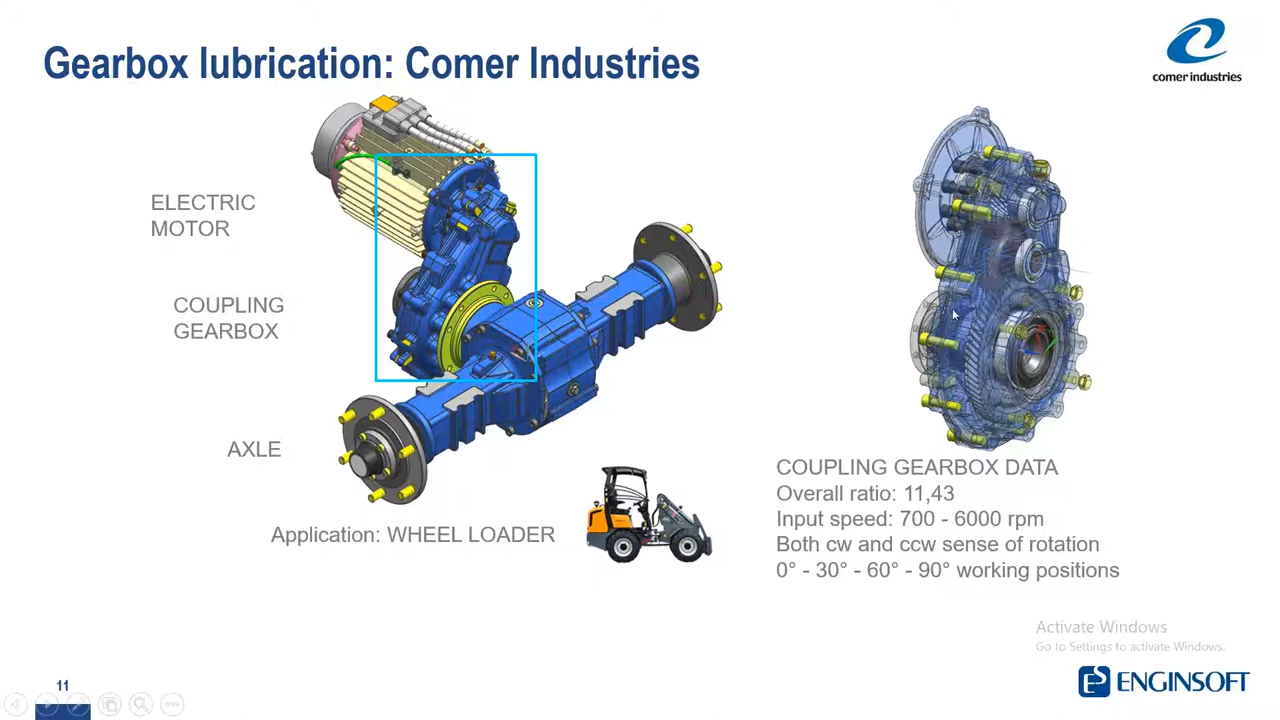 Gearbox lubrication: Comer Industries
comer industries
ELECTRIC
MOTOR
COUPLING
GEARBOX
AXLE
Application: WHEEL LOADER
COUPLING GEARBOX DATA
Overall ratio: 11,43
Input speed: 700 - 6000 rpm
Both cw and ccw sense of rotation
0° - 30° - 60° - 90° working positions
Activate Windows
Go to Settings to activate Windows.
11
ENGINSOFT